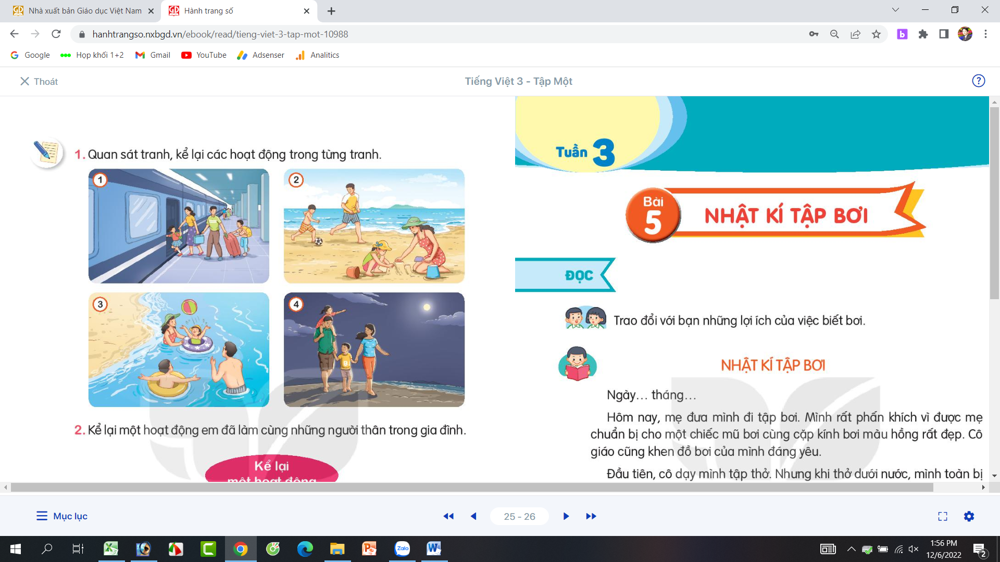 Nhà xuất bản Giáo dục Việt Nam
Hành trang số
hanhtrangso.nxbgd.vn/ebook/read/tieng-viet-3-tap-mot-10988
Google
Họp khối 1+2
Gmail
YouTube
Adsenser
Analitics
Thoát
Tiếng Việt 3 - Tập Một
?
1. Quan sát tranh, kể lại các hoạt động trong từng tranh.
1
2
3
4
2. Kể lại một hoạt động em đã làm cùng những người thân trong gia đình.
Kể lại
một hoạt động
Tuần 3
Bài
5
NHẬT KÍ TẬP BƠI
ĐỌC
Trao đổi với bạn những lợi ích của việc biết bơi.
NHẬT KÍ TẬP BƠI
Ngày... tháng...
Hôm nay, mẹ đưa mình đi tập bơi. Mình rất phấn khích vì được mẹ
chuẩn bị cho một chiếc mũ bơi cùng cặp kính bơi màu hồng rất đẹp. Cô
giáo cũng khen đồ bơi của mình đáng yêu.
Đầu tiên, cô dạy mình tập thở. Nhưng khi thở dưới nước, mình toàn bị
Mục lục
25 - 26
Zalo
1:56 PM
12/6/2022
2